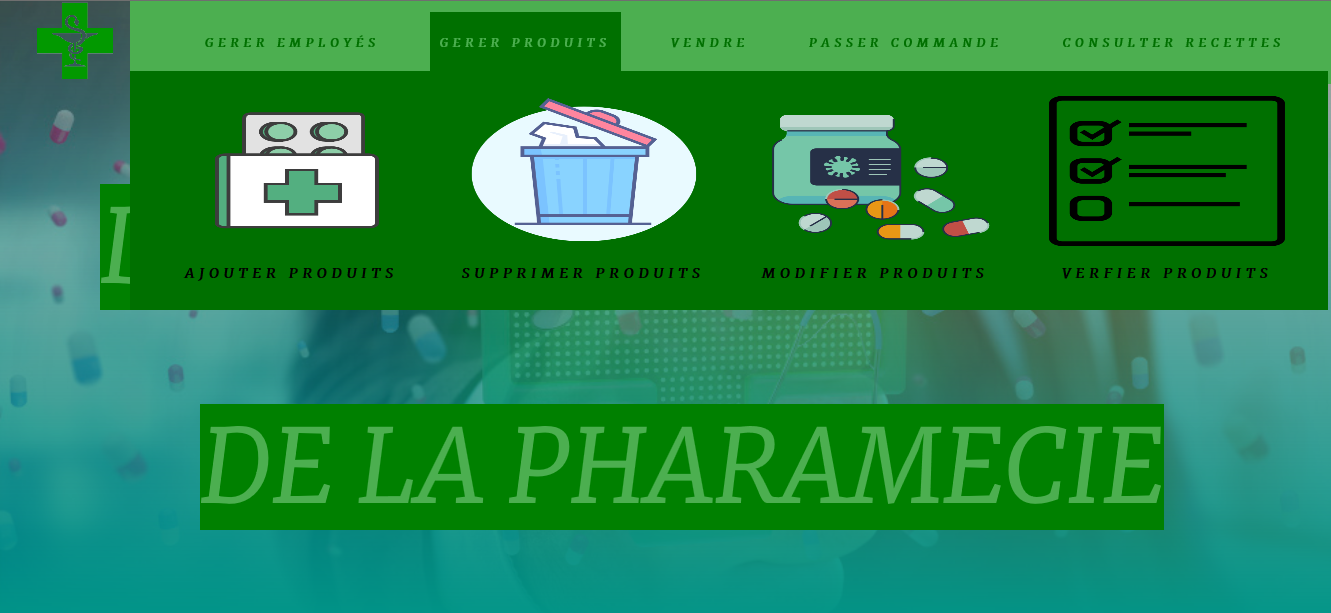 GERER EMPLOYÉS
GERER PRODUITS
VENDRE
PASSER COMMANDE
CONSULTER RECETTES
AJOUTER PRODUITS
SUPPRIMER PRODUITS
MODIFIER PRODUITS
VERFIER PRODUITS
DE LA PHARAMECIE